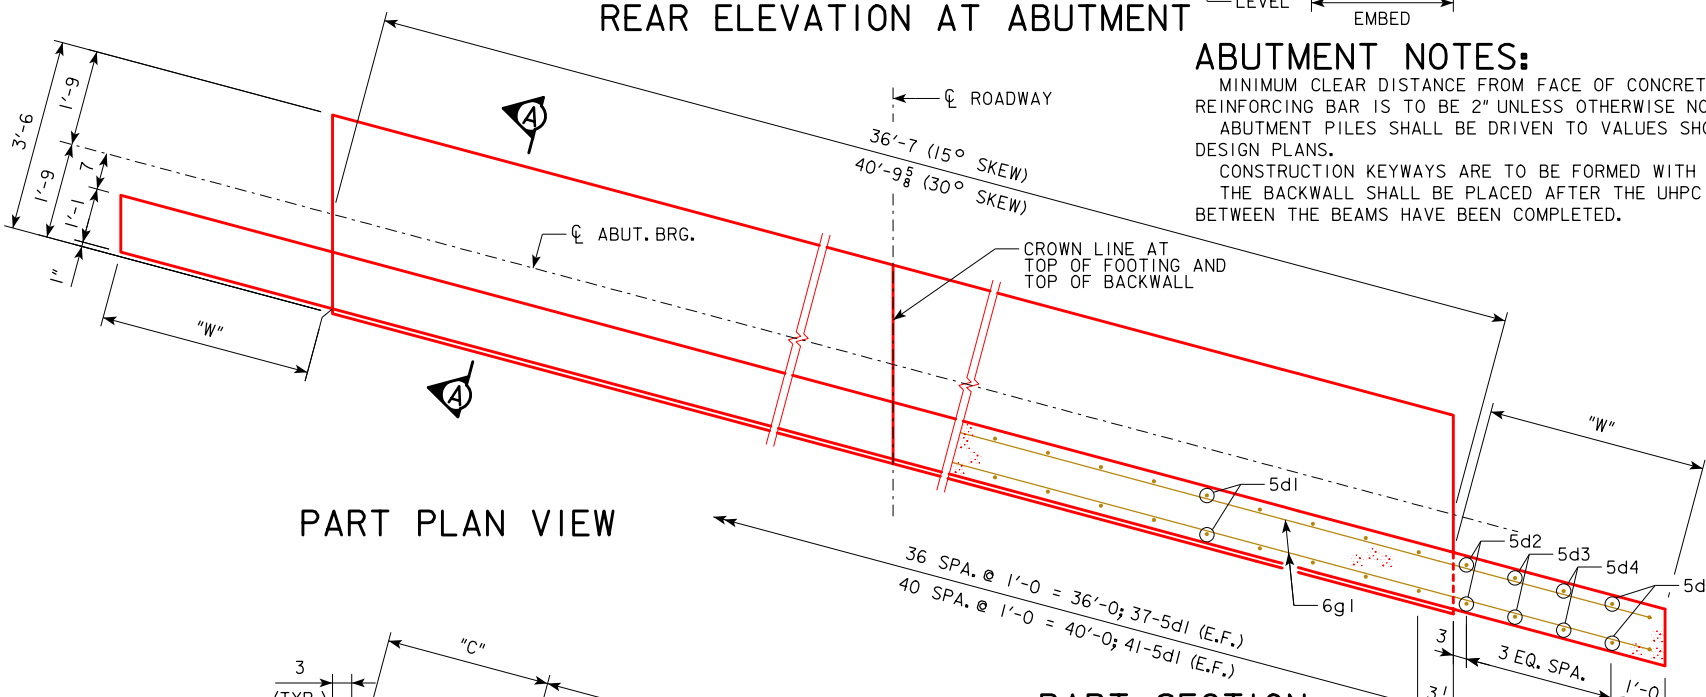 REAR ELEVATION AT ABUTMENT
LEVEL
EMBED
ABUTMENT NOTES:
MINIMUM CLEAR DISTANCE FROM FACE OF CONCRET
REINFORCING BAR IS TO BE 2" UNLESS OTHERWISE NO
ABUTMENT PILES SHALL BE DRIVEN TO VALUES SHO
DESIGN PLANS.
CONSTRUCTION KEYWAYS ARE TO BE FORMED WITH
THE BACKWALL SHALL BE PLACED AFTER THE UHPC
BETWEEN THE BEAMS HAVE BEEN COMPLETED.
℄ ROADWAY
36'-7 (15° SKEW)
40'-9⅝ (30° SKEW)
3'-6
1'-9
1'-9
7
1'-1
1"
A
℄ ABUT. BRG.
CROWN LINE AT
TOP OF FOOTING AND
TOP OF BACKWALL
"W"
A
"W"
PART PLAN VIEW
5d1
5d2
5d3
5d4
5d
6g1
36 SPA. @ 1'-0 = 36'-0; 37-5d1 (E.F.)
40 SPA. @ 1'-0 = 40'-0; 41-5d1 (E.F.)
3
3 EQ. SPA.
1'-0
"C"
3
(TYP.)
PART SECTION